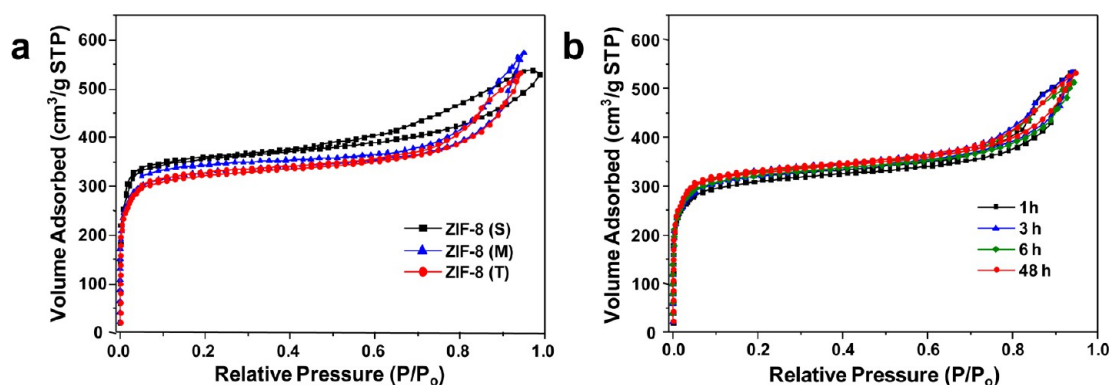 a
Volume Adsorbed (cm³/g STP)
600
500
400
300
200
100
0
ZIF-8 (S)
ZIF-8 (M)
ZIF-8 (T)
0.0 0.2 0.4 0.6 0.8 1.0
Relative Pressure (P/P₀)
b
Volume Adsorbed (cm³/g STP)
600
500
400
300
200
100
0
1h
3 h
6 h
48 h
0.0 0.2 0.4 0.6 0.8 1.0
Relative Pressure (P/P₀)